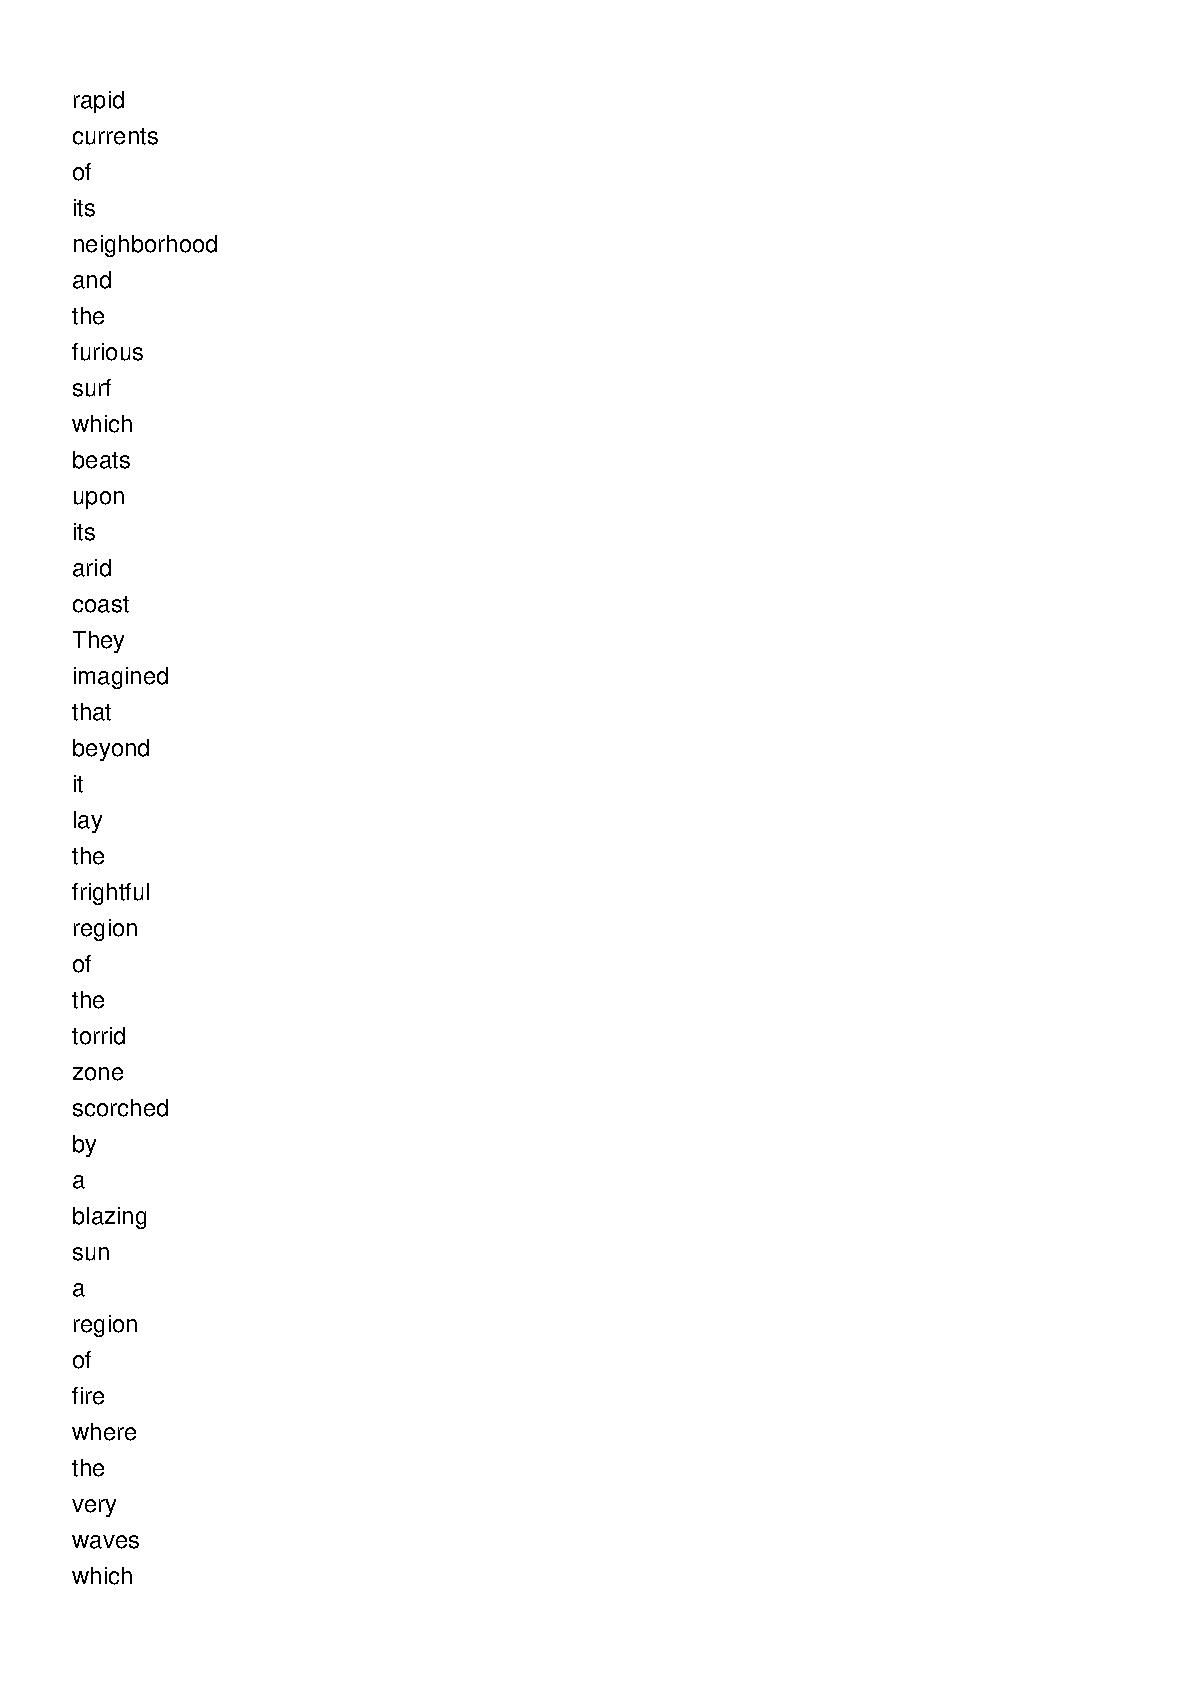 rapid
currents
of
its
neighborhood
and
the
furious
surf
which
beats
upon
its
arid
coast
They
imagined
that
beyond
it
lay
the
frightful
region
of
the
torrid
zone
scorched
by
a
blazing
sun
a
region
of
fire
where
the
very
waves
which